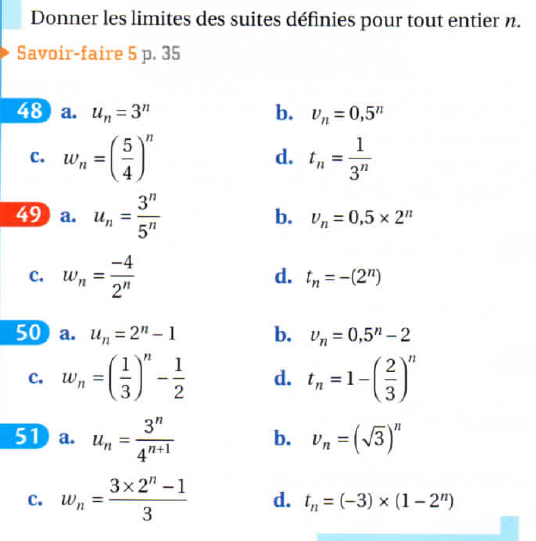 Donner les limites des suites définies pour tout entier n.
Savoir-faire 5 p. 35
48 a. uₙ = 3ⁿ b. vₙ = 0,5ⁿ
c. wₙ = (5/4)ⁿ d. tₙ = 1/3ⁿ
49 a. uₙ = 3ⁿ/5ⁿ b. vₙ = 0,5 × 2ⁿ
c. wₙ = -4/2ⁿ d. tₙ = -(2ⁿ)
50 a. uₙ = 2ⁿ - 1 b. vₙ = 0,5ⁿ - 2
c. wₙ = (1/3)ⁿ - 1/2 d. tₙ = 1 - (2/3)ⁿ
51 a. uₙ = 3ⁿ/4ⁿ⁺¹ b. vₙ = (√3)ⁿ
c. wₙ = (3 × 2ⁿ - 1)/3 d. tₙ = (-3) × (1 - 2ⁿ)